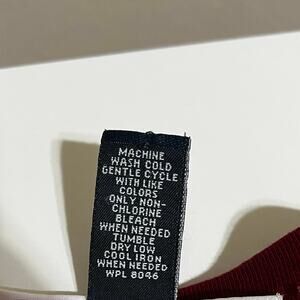 MACHINE
WASH COLD
GENTLE CYCLE
WITH LIKE
COLORS
ONLY NON-
CHLORINE
BLEACH
WHEN NEEDED
TUMBLE
DRY LOW
COOL IRON
WHEN NEEDED
WPL 8046